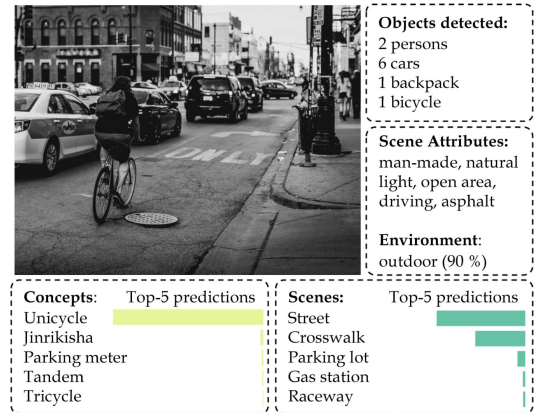 ONLY
Objects detected:
2 persons
6 cars
1 backpack
1 bicycle
Scene Attributes:
man-made, natural
light, open area,
driving, asphalt
Environment:
outdoor (90 %)
Concepts: Top-5 predictions
Unicycle
Jinrikisha
Parking meter
Tandem
Tricycle
Scenes: Top-5 predictions
Street
Crosswalk
Parking lot
Gas station
Raceway